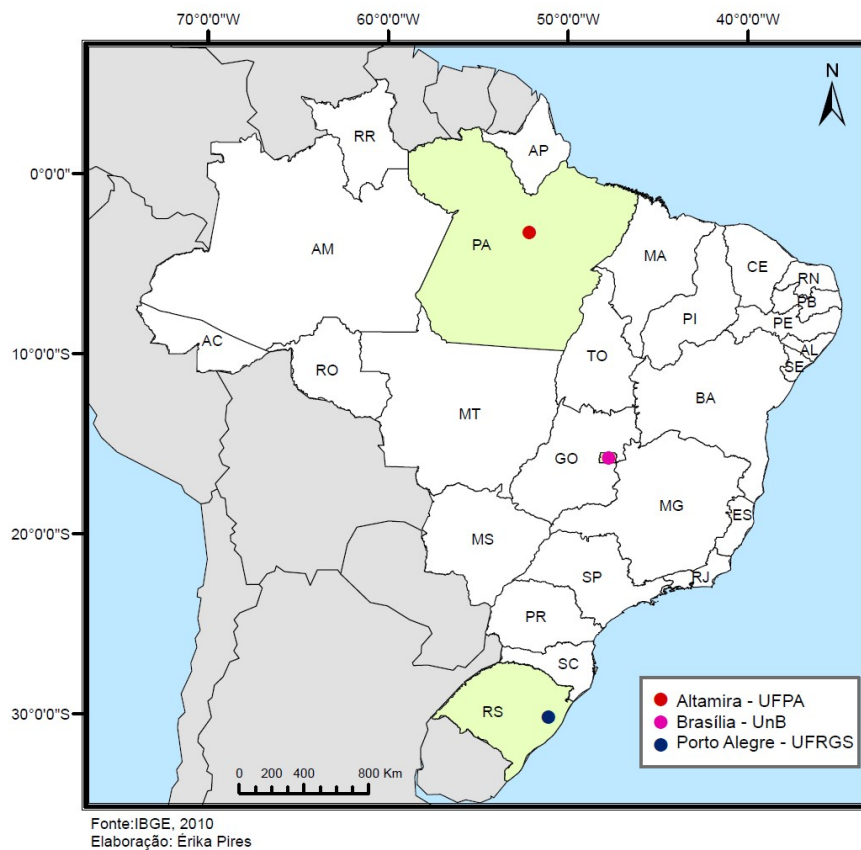 70°0'0"W 60°0'0"W 50°0'0"W 40°0'0"W
N
RR
AP
0°0'0"
AM
PA
MA
CE
RN
PB
PI
PE
AC
AL
10°0'0"S
TO
SE
RO
BA
MT
GO
MG
ES
20°0'0"S
MS
SP
RJ
PR
SC
30°0'0"S
RS
Altamira - UFPA
Brasília - UnB
Porto Alegre - UFRGS
0 200 400 800 Km
Fonte:IBGE, 2010
Elaboração: Érika Pires